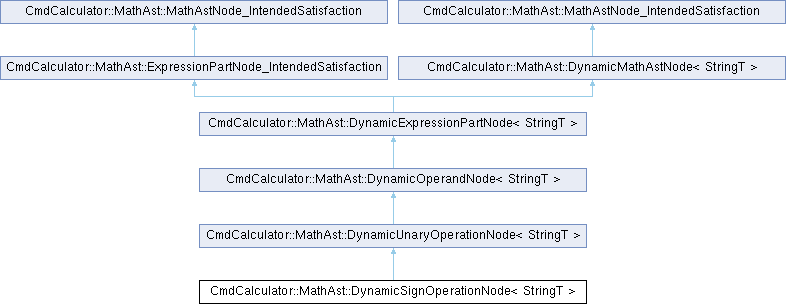 CmdCalculator::MathAst::MathAstNode_IntendedSatisfaction
CmdCalculator::MathAst::MathAstNode_IntendedSatisfaction
CmdCalculator::MathAst::ExpressionPartNode_IntendedSatisfaction
CmdCalculator::MathAst::DynamicMathAstNode< StringT >
CmdCalculator::MathAst::DynamicExpressionPartNode< StringT >
CmdCalculator::MathAst::DynamicOperandNode< StringT >
CmdCalculator::MathAst::DynamicUnaryOperationNode< StringT >
CmdCalculator::MathAst::DynamicSignOperationNode< StringT >